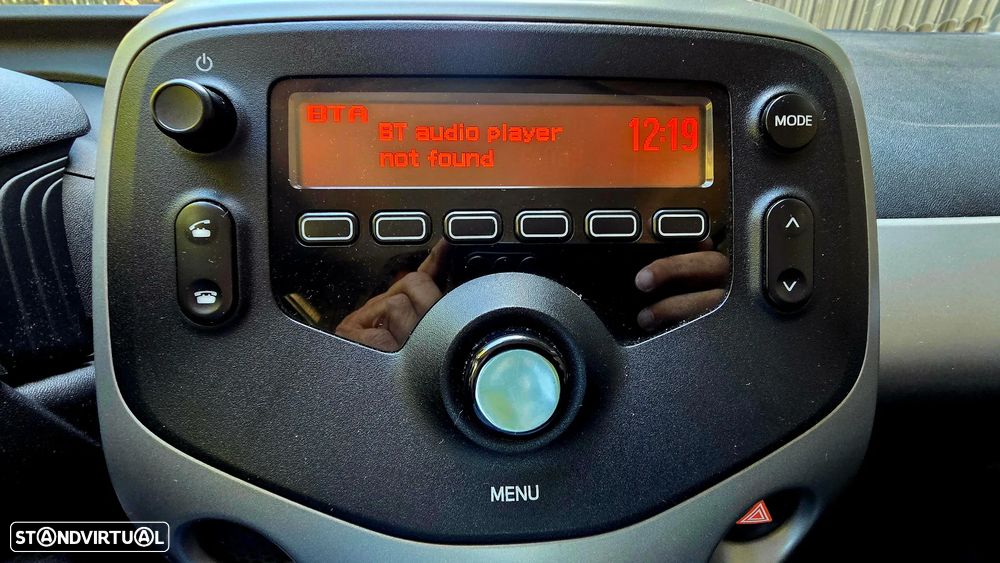 BTA
BT audio player
not found
12:19
MODE
MENU
STANDVIRTUAL